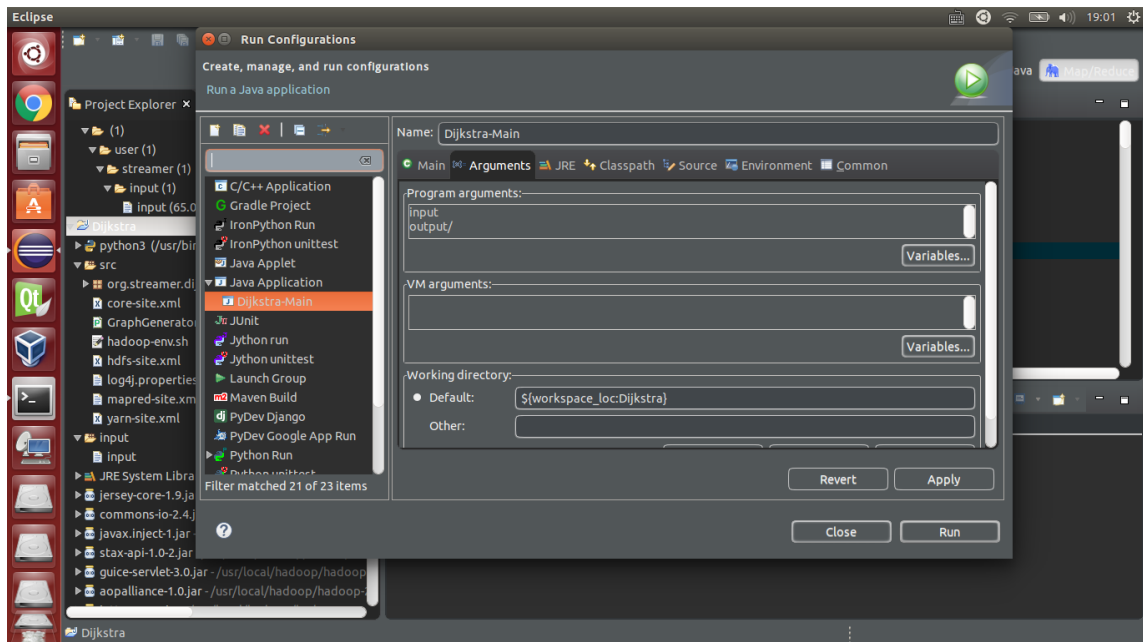 Eclipse 19:01
Run Configurations
Create, manage, and run configurations
Run a Java application
ava Map/Reduce
Project Explorer
(1)
user (1)
streamer (1)
input (1)
input (65.0
Dijkstra
python3 (/usr/bin
src
org.streamer.di
core-site.xml
GraphGenerato
hadoop-env.sh
hdfs-site.xml
log4j.properties
mapred-site.xm
yarn-site.xml
input
input
JRE System Libra
jersey-core-1.9.ja
commons-io-2.4.j
javax.inject-1.jar
stax-api-1.0-2.jar
guice-servlet-3.0.jar - /usr/local/hadoop/hadoop
aopalliance-1.0.jar - /usr/local/hadoop/hadoop-
C/C++ Application
Gradle Project
IronPython Run
IronPython unittest
Java Applet
Java Application
Dijkstra-Main
JUnit
Jython run
Jython unittest
Launch Group
Maven Build
PyDev Django
PyDev Google App Run
Python Run
Python unittest
Filter matched 21 of 23 items
Name: Dijkstra-Main
Main Arguments JRE Classpath Source Environment Common
Program arguments:
input
output/
Variables...
VM arguments:
Variables...
Working directory:
Default: ${workspace_loc:Dijkstra}
Other:
Revert Apply
Close Run
Dijkstra